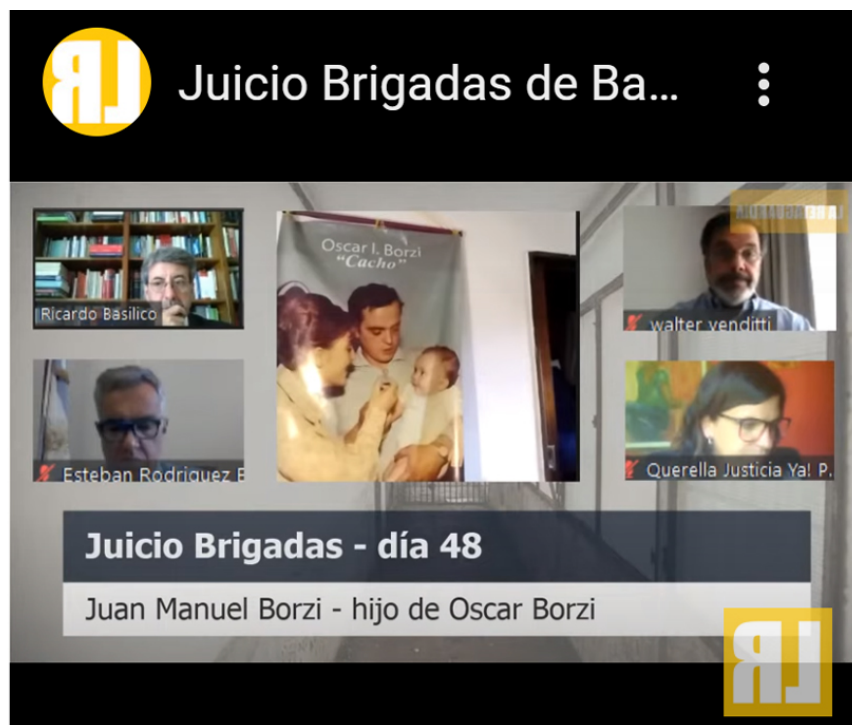 Juicio Brigadas de Ba...
Oscar I. Borzi
"Cacho"
Ricardo Basilico
walter venditti
Esteban Rodriguez E
Querella Justicia Ya! P.
Juicio Brigadas - día 48
Juan Manuel Borzi - hijo de Oscar Borzi